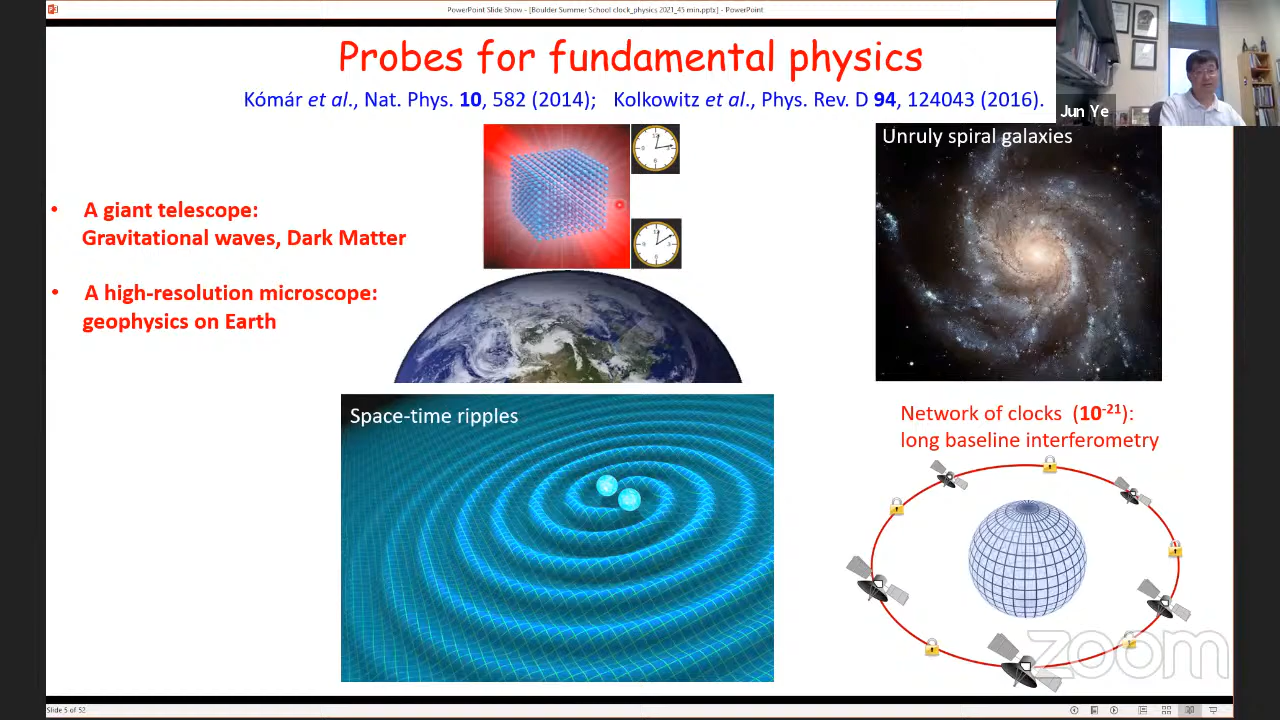 PowerPoint Slide Show - [Boulder Summer School clock_physics 2021_45 min.pptx] - PowerPoint
Probes for fundamental physics
Kómár et al., Nat. Phys. 10, 582 (2014); Kolkowitz et al., Phys. Rev. D 94, 124043 (2016).
Jun Ye
Unruly spiral galaxies
• A giant telescope:
Gravitational waves, Dark Matter
• A high-resolution microscope:
geophysics on Earth
Space-time ripples
Network of clocks (10⁻²¹):
long baseline interferometry
zoom
Slide 5 of 52